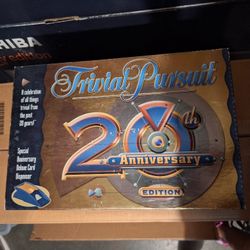 HIBA
Trivial Pursuit
A celebration
of all things
trivial from
the past
20 years!
20th
Anniversary
EDITION
Special
Anniversary
Deluxe Card
Dispenser